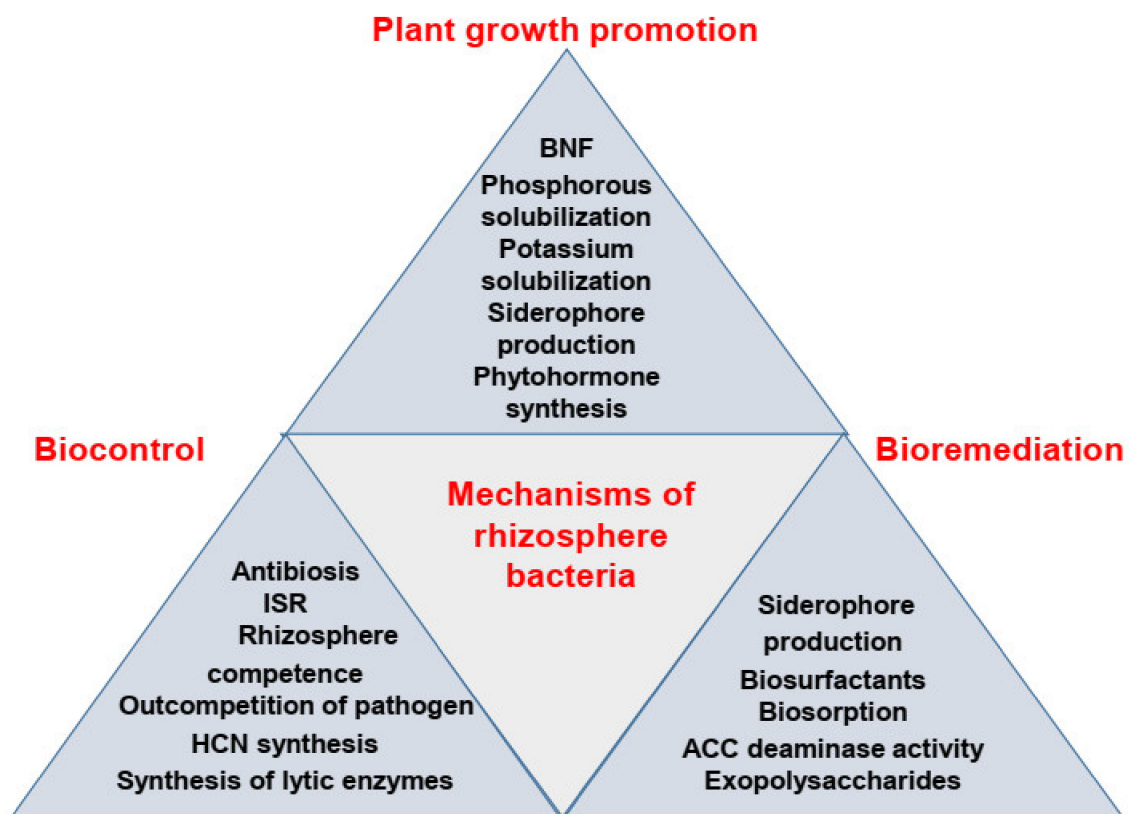 Plant growth promotion
BNF
Phosphorous
solubilization
Potassium
solubilization
Siderophore
production
Phytohormone
synthesis
Biocontrol
Bioremediation
Mechanisms of
rhizosphere
bacteria
Antibiosis
ISR
Rhizosphere
competence
Outcompetition of pathogen
HCN synthesis
Synthesis of lytic enzymes
Siderophore
production
Biosurfactants
Biosorption
ACC deaminase activity
Exopolysaccharides